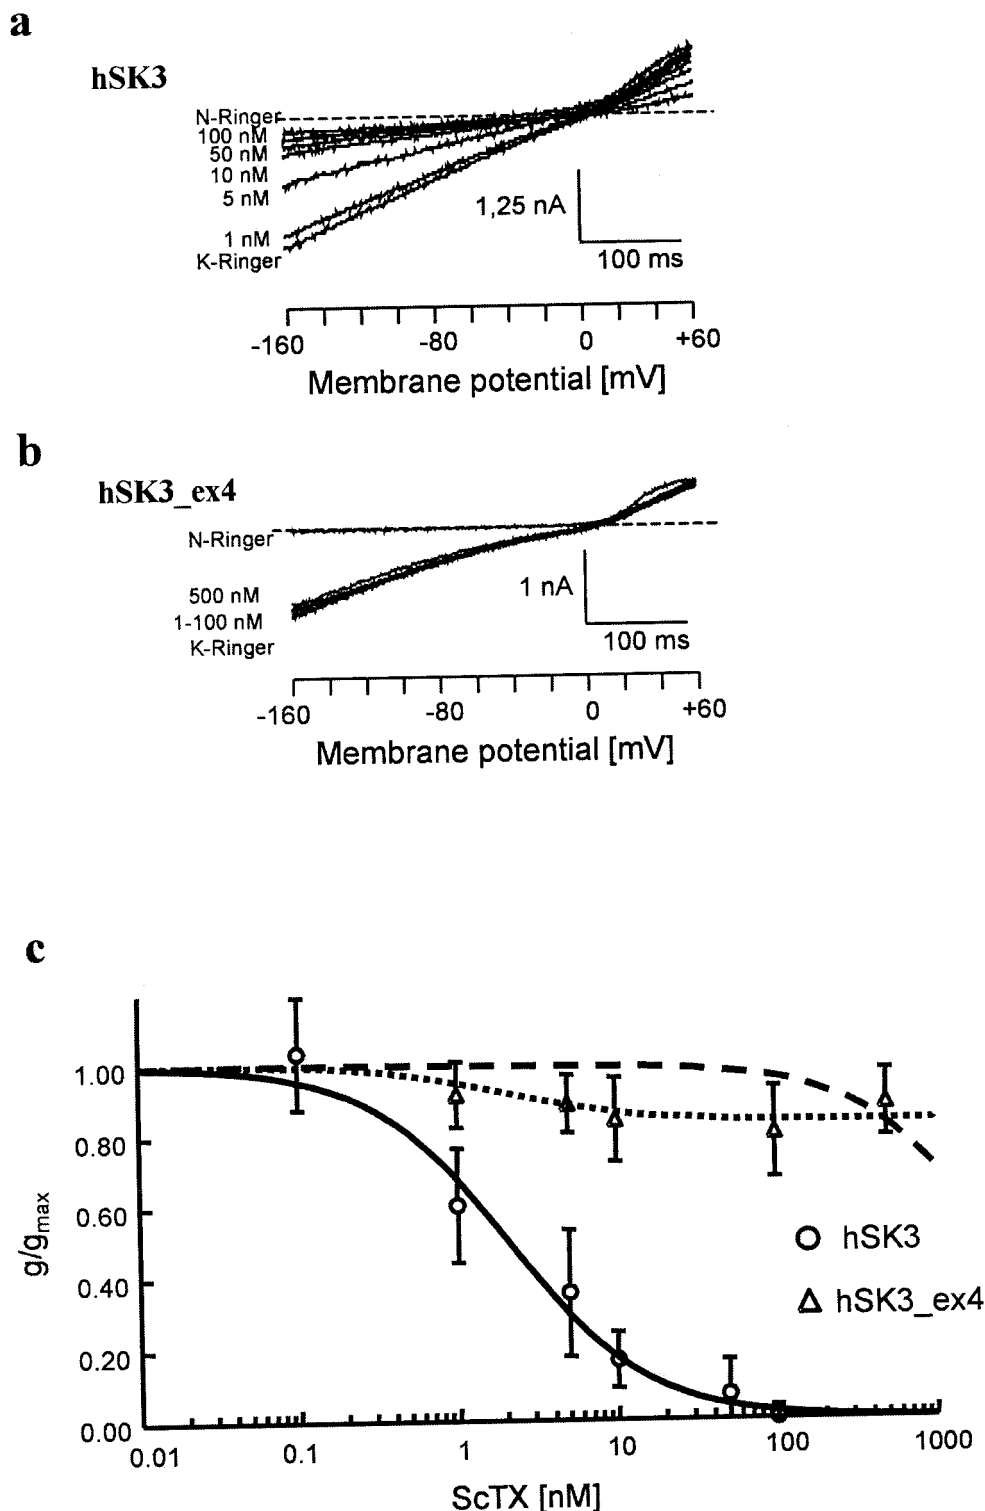 a
hSK3
N-Ringer
100 nM
50 nM
10 nM
5 nM
1 nM
K-Ringer
1,25 nA
100 ms
-160 -80 0 +60
Membrane potential [mV]
b
hSK3_ex4
N-Ringer
500 nM
1-100 nM
K-Ringer
1 nA
100 ms
-160 -80 0 +60
Membrane potential [mV]
c
1.00
0.80
0.60
0.40
0.20
0.00
g/gmax
hSK3
hSK3_ex4
0.01 0.1 1 10 100 1000
ScTX [nM]